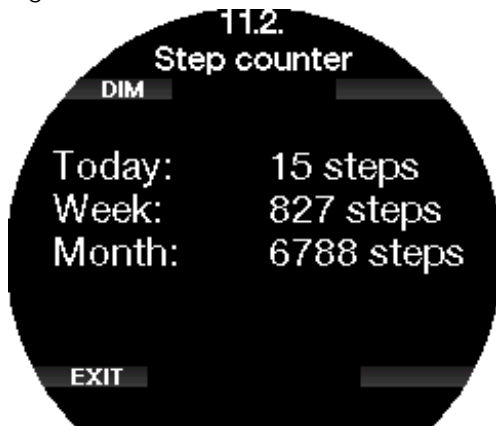 11.2.
Step counter
DIM
Today: 15 steps
Week: 827 steps
Month: 6788 steps
EXIT